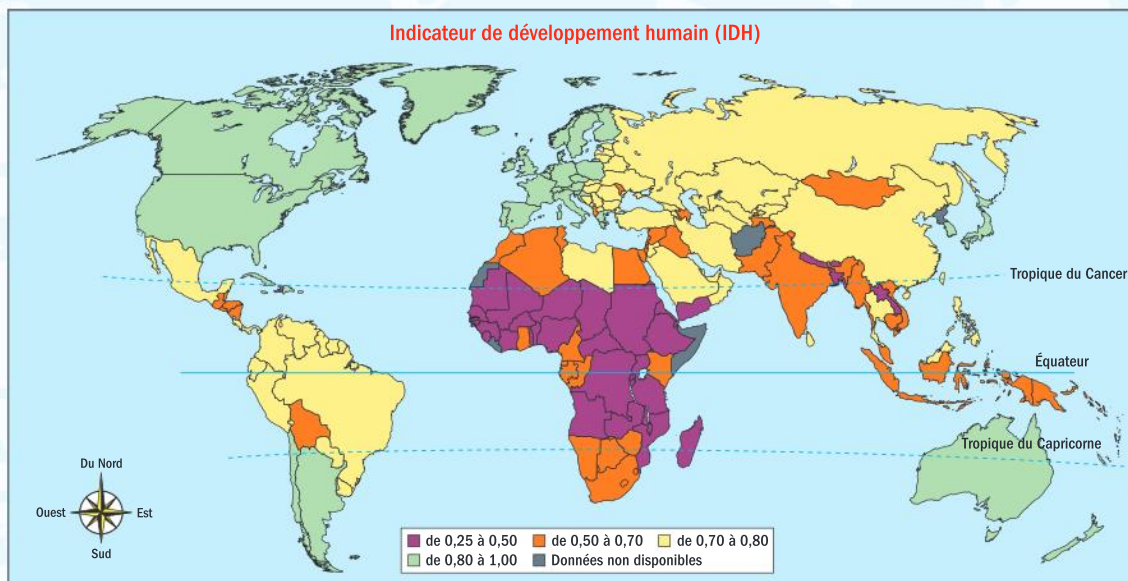 Indicateur de développement humain (IDH)
Tropique du Cancer
Équateur
Tropique du Capricorne
Du Nord
Ouest Est
Sud
de 0,25 à 0,50 de 0,50 à 0,70 de 0,70 à 0,80
de 0,80 à 1,00 Données non disponibles